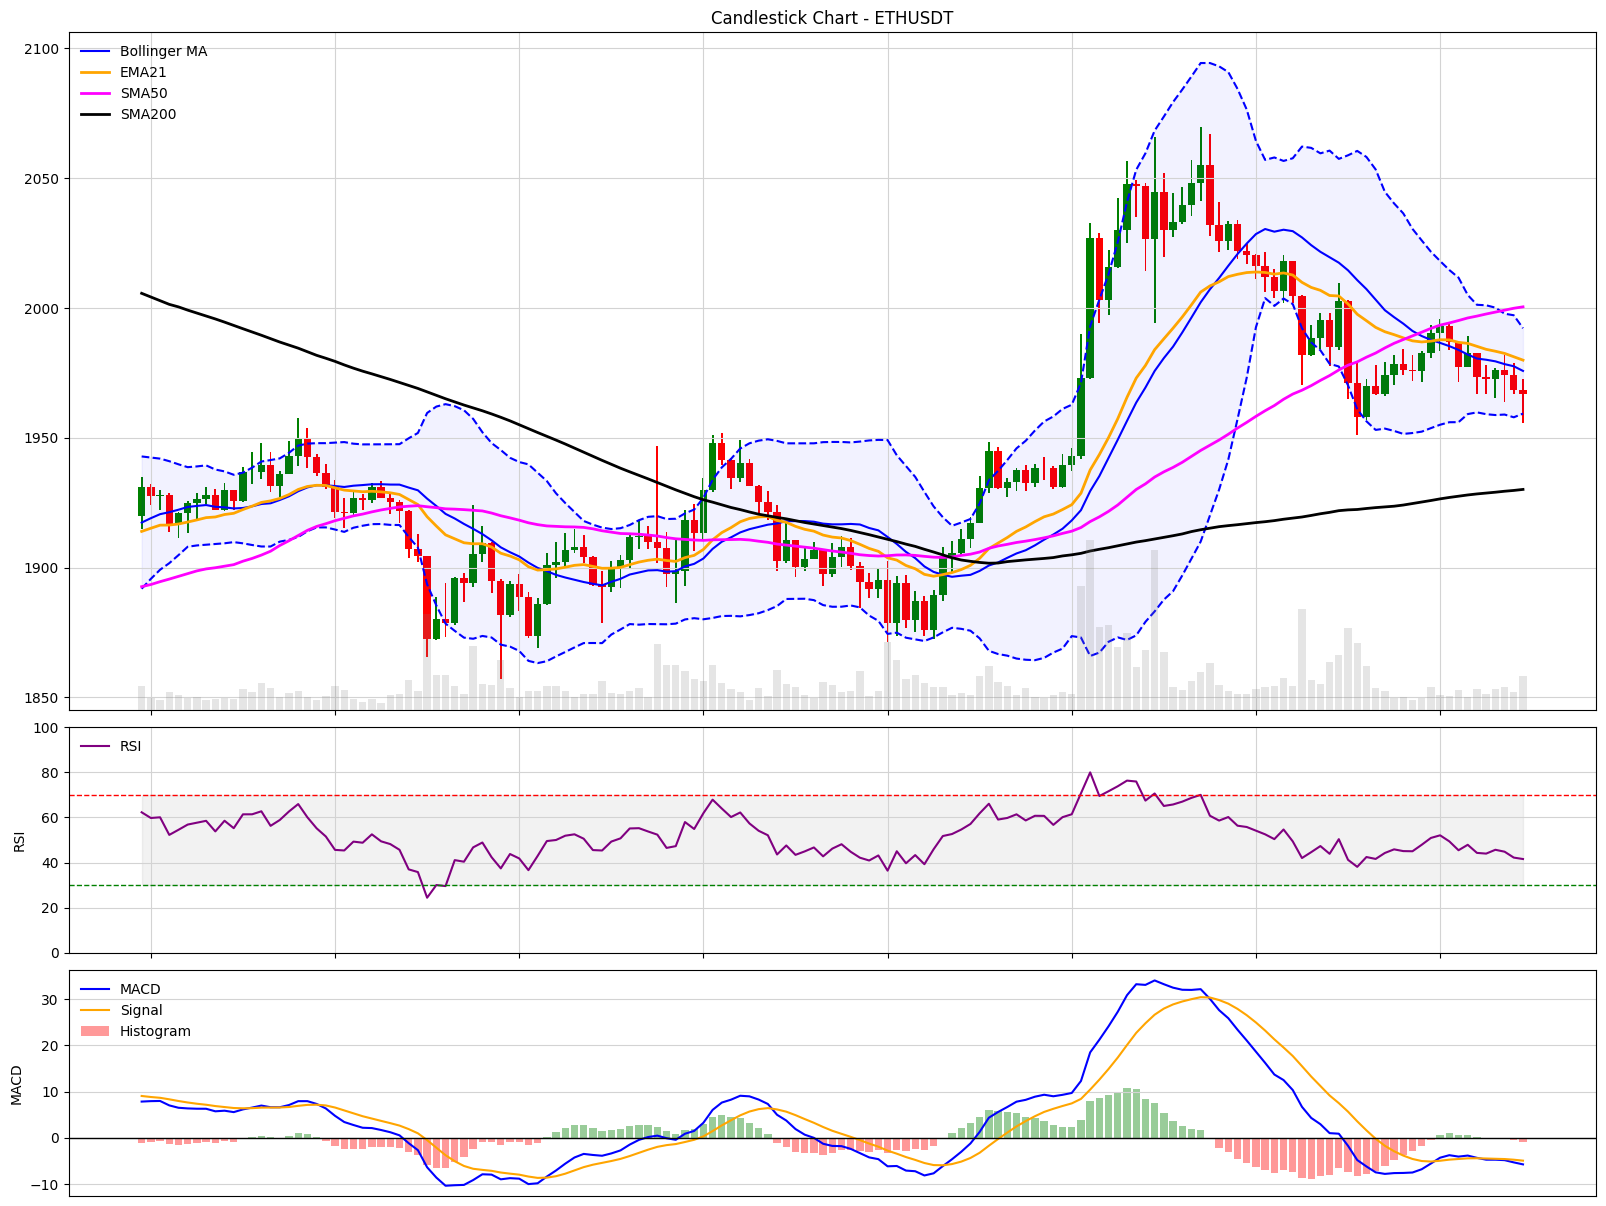 Candlestick Chart - ETHUSDT
Bollinger MA
EMA21
SMA50
SMA200
2100
2050
2000
1950
1900
1850
RSI
RSI
100
80
60
40
20
0
MACD
Signal
Histogram
MACD
30
20
10
0
−10